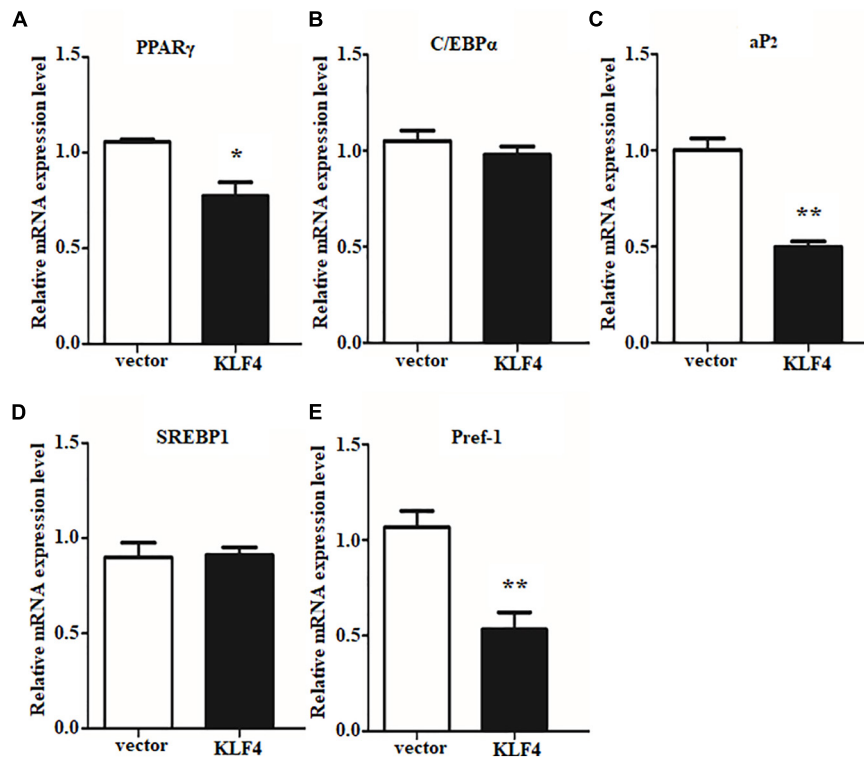 A
PPARγ
Relative mRNA expression level
1.5
1.0
0.5
0.0
*
vector
KLF4
B
C/EBPα
Relative mRNA expression level
1.5
1.0
0.5
0.0
vector
KLF4
C
aP2
Relative mRNA expression level
1.5
1.0
0.5
0.0
**
vector
KLF4
D
SREBP1
Relative mRNA expression level
1.5
1.0
0.5
0.0
vector
KLF4
E
Pref-1
Relative mRNA expression level
1.5
1.0
0.5
0.0
**
vector
KLF4